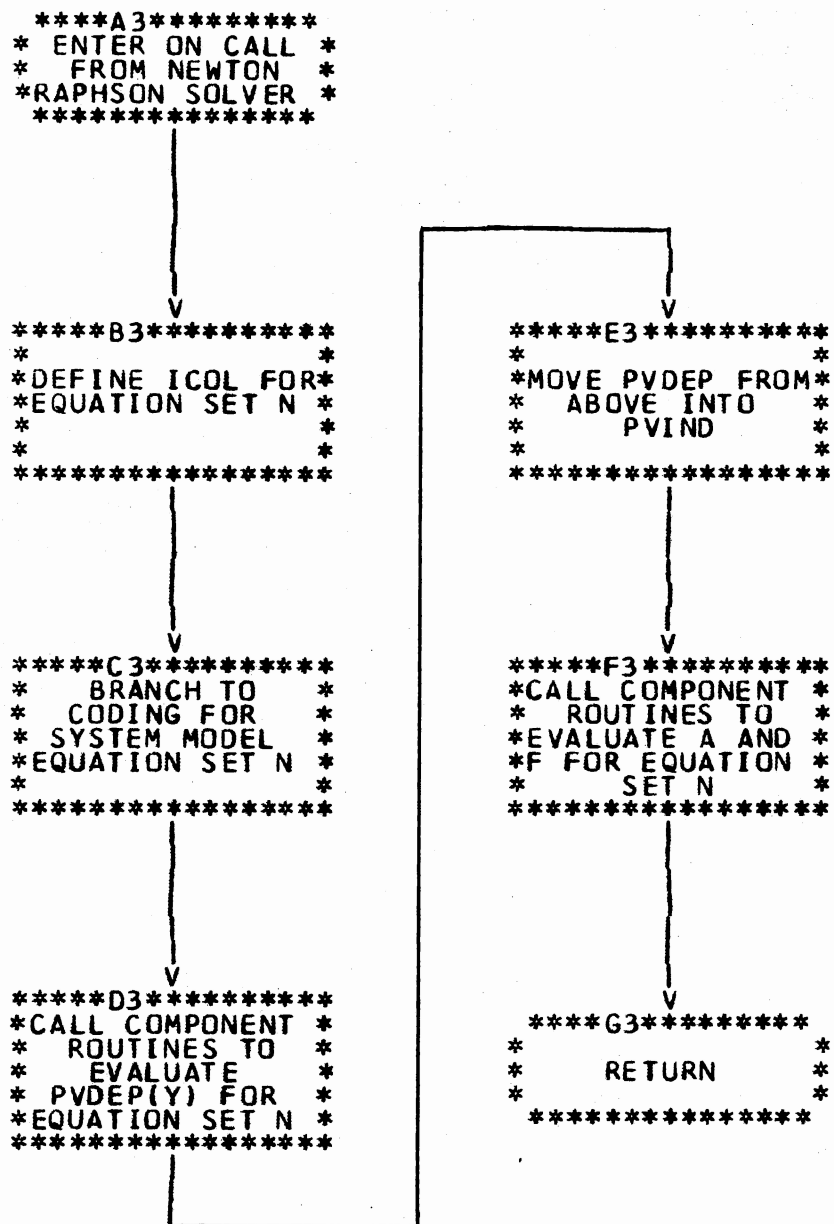 ****A3*********
* ENTER ON CALL *
* FROM NEWTON *
*RAPHSON SOLVER *
***************
*****B3**********
* *
*DEFINE ICOL FOR*
*EQUATION SET N *
* *
* *
*****************
*****C3**********
* BRANCH TO *
* CODING FOR *
* SYSTEM MODEL *
*EQUATION SET N *
* *
*****************
*****D3**********
*CALL COMPONENT *
* ROUTINES TO *
* EVALUATE *
* PVDEP(Y) FOR *
*EQUATION SET N *
*****************
*****E3**********
* *
*MOVE PVDEP FROM*
* ABOVE INTO *
* PVIND *
* *
*****************
*****F3**********
*CALL COMPONENT *
* ROUTINES TO *
*EVALUATE A AND *
*F FOR EQUATION *
* SET N *
*****************
****G3*********
* *
* RETURN *
* *
***************